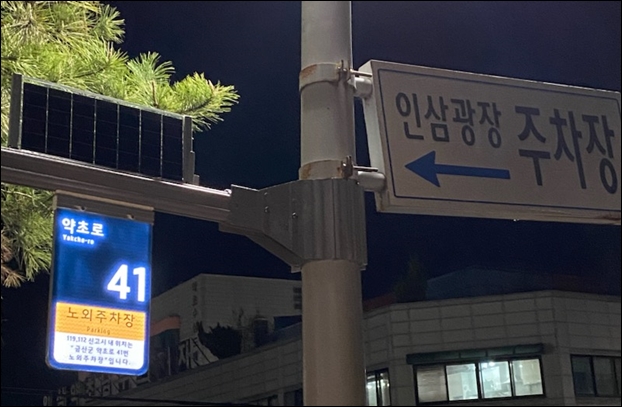 인삼광장 주차장
약초로
Yakcho-ro
41
노외주차장
Parking
119,112 신고시 내 위치는
"금산군 약초로 41번
노외주차장"입니다.